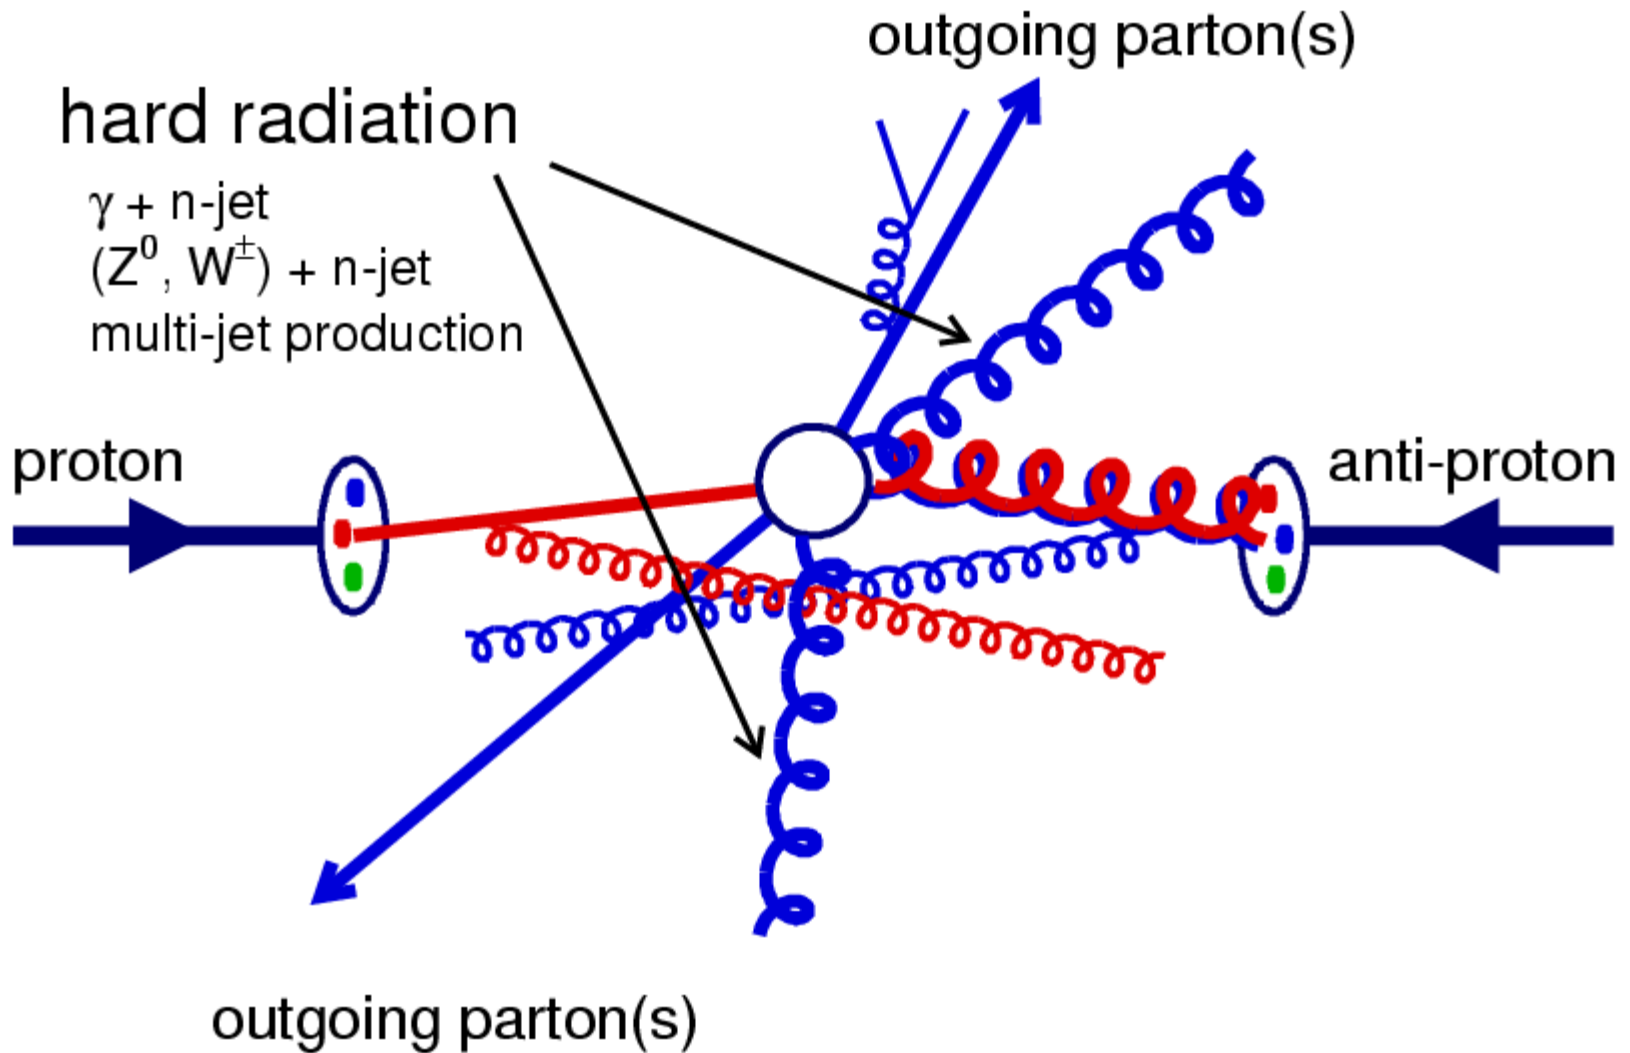 outgoing parton(s)
hard radiation
γ + n-jet
(Z⁰, W±) + n-jet
multi-jet production
proton
anti-proton
outgoing parton(s)